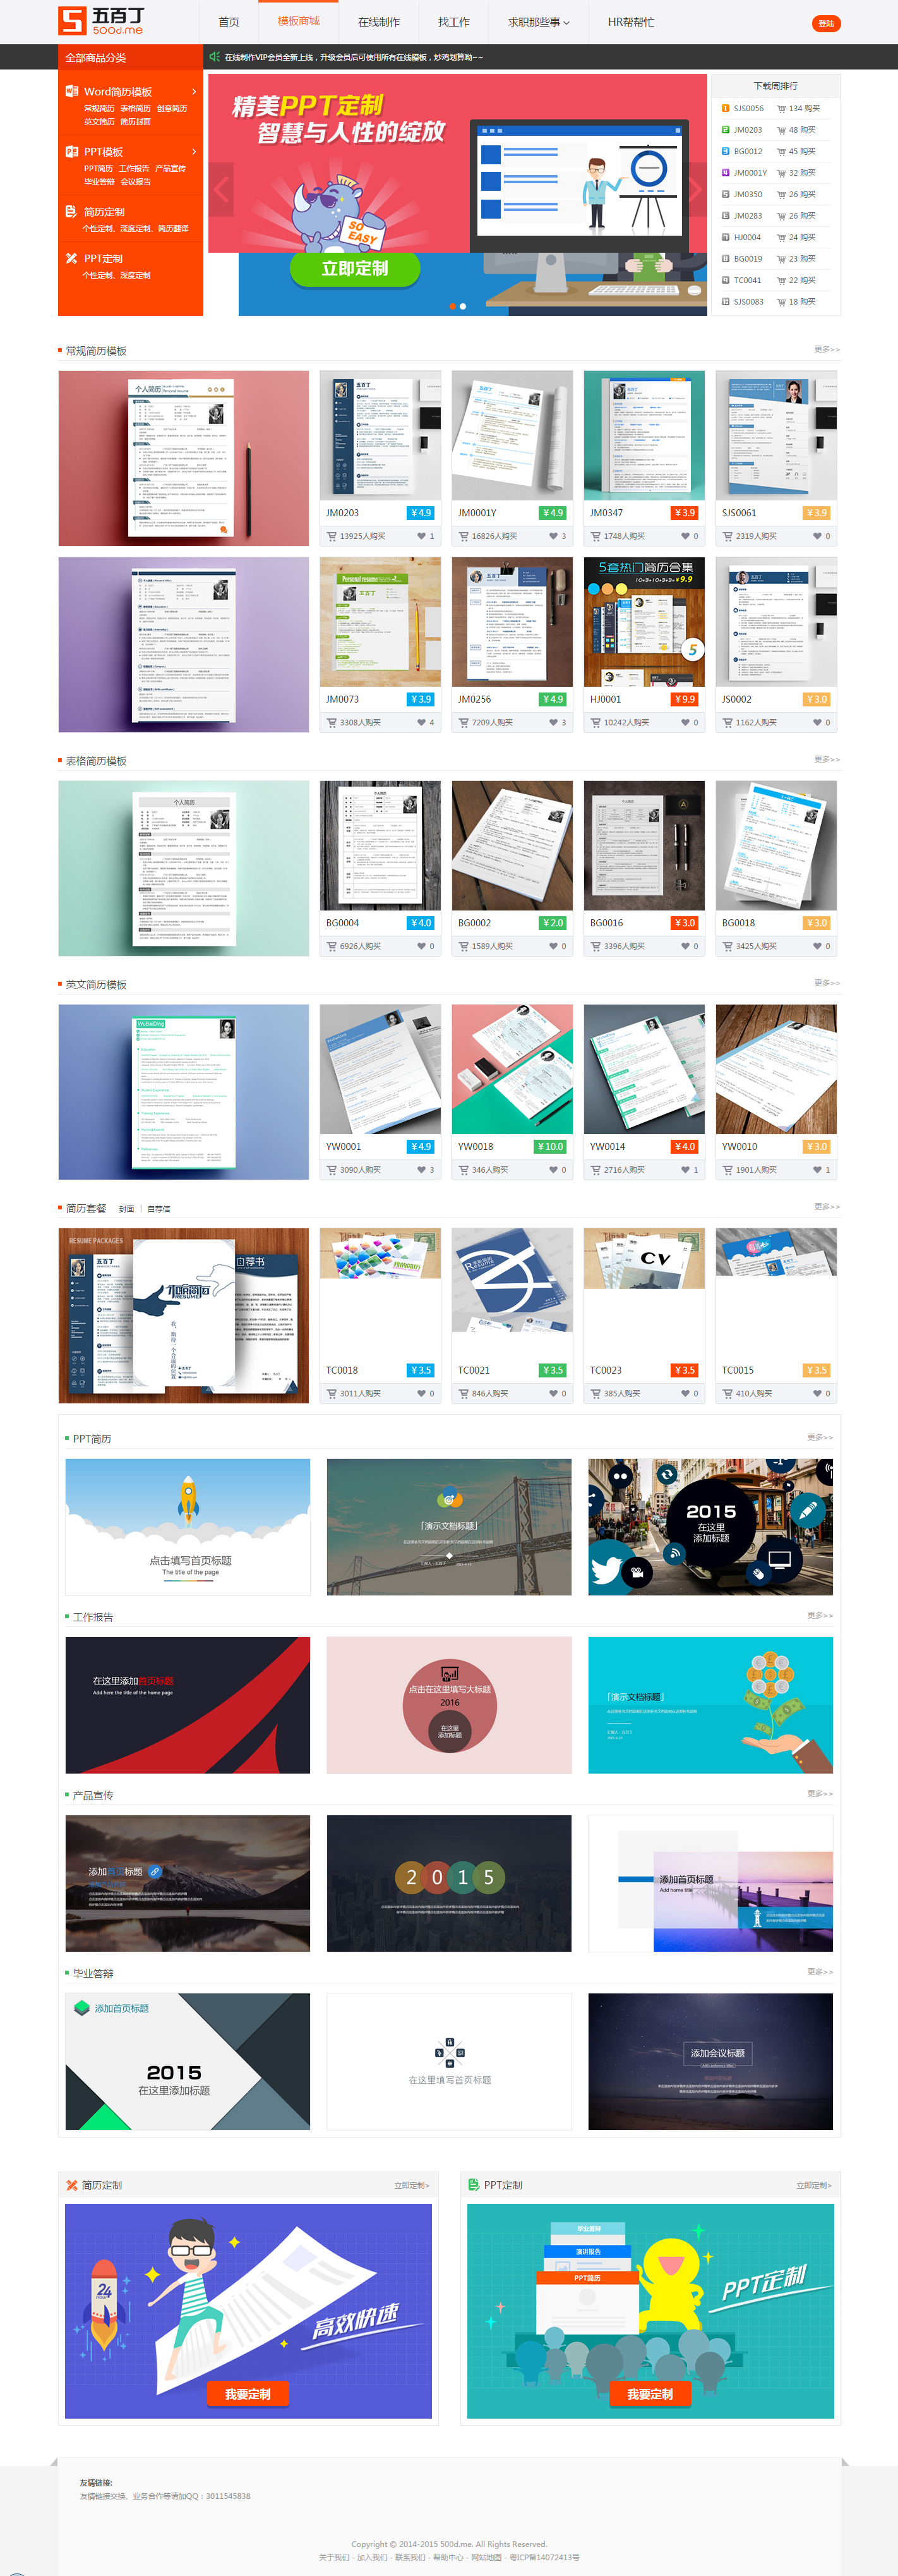 五百丁
500d.me
首页
模板商城
在线制作
找工作
求职那些事
HR帮帮忙
登陆
全部商品分类
在线制作VIP会员全新上线，升级会员后可使用所有在线模板，炒鸡划算呦~~
Word简历模板
常规简历 表格简历 创意简历
英文简历 简历封面
PPT模板
PPT简历 工作报告 产品宣传
毕业答辩 会议报告
简历定制
个性定制、深度定制、简历翻译
PPT定制
个性定制、深度定制
精美PPT定制
智慧与人性的绽放
SO EASY
立即定制
下载周排行
1 SJS0056 134 购买
2 JM0203 48 购买
3 BG0012 45 购买
4 JM0001Y 32 购买
5 JM0350 26 购买
6 JM0283 26 购买
7 HJ0004 24 购买
8 BG0019 23 购买
9 TC0041 22 购买
10 SJS0083 18 购买
常规简历模板
更多>>
个人简历
JM0203 ¥4.9
13925人购买 1
JM0001Y ¥4.9
16826人购买 3
JM0347 ¥3.9
1748人购买 0
SJS0061 ¥3.9
2319人购买 0
Personal resume
5套热门简历合集
10+3+10+3+3=¥9.9
5
JM0073 ¥3.9
3308人购买 4
JM0256 ¥4.9
7209人购买 3
HJ0001 ¥9.9
10242人购买 0
JS0002 ¥3.0
1162人购买 0
表格简历模板
更多>>
个人简历
BG0004 ¥4.0
6926人购买 0
BG0002 ¥2.0
1589人购买 0
BG0016 ¥3.0
3396人购买 0
BG0018 ¥3.0
3425人购买 0
英文简历模板
更多>>
WuBaiDing
YW0001 ¥4.9
3090人购买 3
YW0018 ¥10.0
346人购买 0
YW0014 ¥4.0
2716人购买 1
YW0010 ¥3.0
1901人购买 1
简历套餐 封面 | 自荐信
更多>>
RESUME PACKAGES
五百丁
自荐书
RESUME
CV
TC0018 ¥3.5
3011人购买 0
TC0021 ¥3.5
846人购买 0
TC0023 ¥3.5
385人购买 0
TC0015 ¥3.5
410人购买 0
PPT简历
更多>>
点击填写首页标题
The title of the page
「演示文档标题」
2015
在这里
添加标题
工作报告
更多>>
在这里添加首页标题
Add here the title of the home page
点击在这里填写大标题
2016
在这里
添加标题
「演示文档标题」
产品宣传
更多>>
添加首页标题
2015
添加首页标题
Add home title
毕业答辩
更多>>
添加首页标题
2015
在这里添加标题
在这里填写首页标题
添加会议标题
简历定制
立即定制>
24
高效快速
我要定制
PPT定制
立即定制>
职业答辩
演讲报告
PPT简历
PPT定制
我要定制
友情链接:
友情链接交换、业务合作等请加QQ：3011545838
Copyright © 2014-2015 500d.me. All Rights Reserved.
关于我们 - 加入我们 - 联系我们 - 帮助中心 - 网站地图 - 粤ICP备14072413号